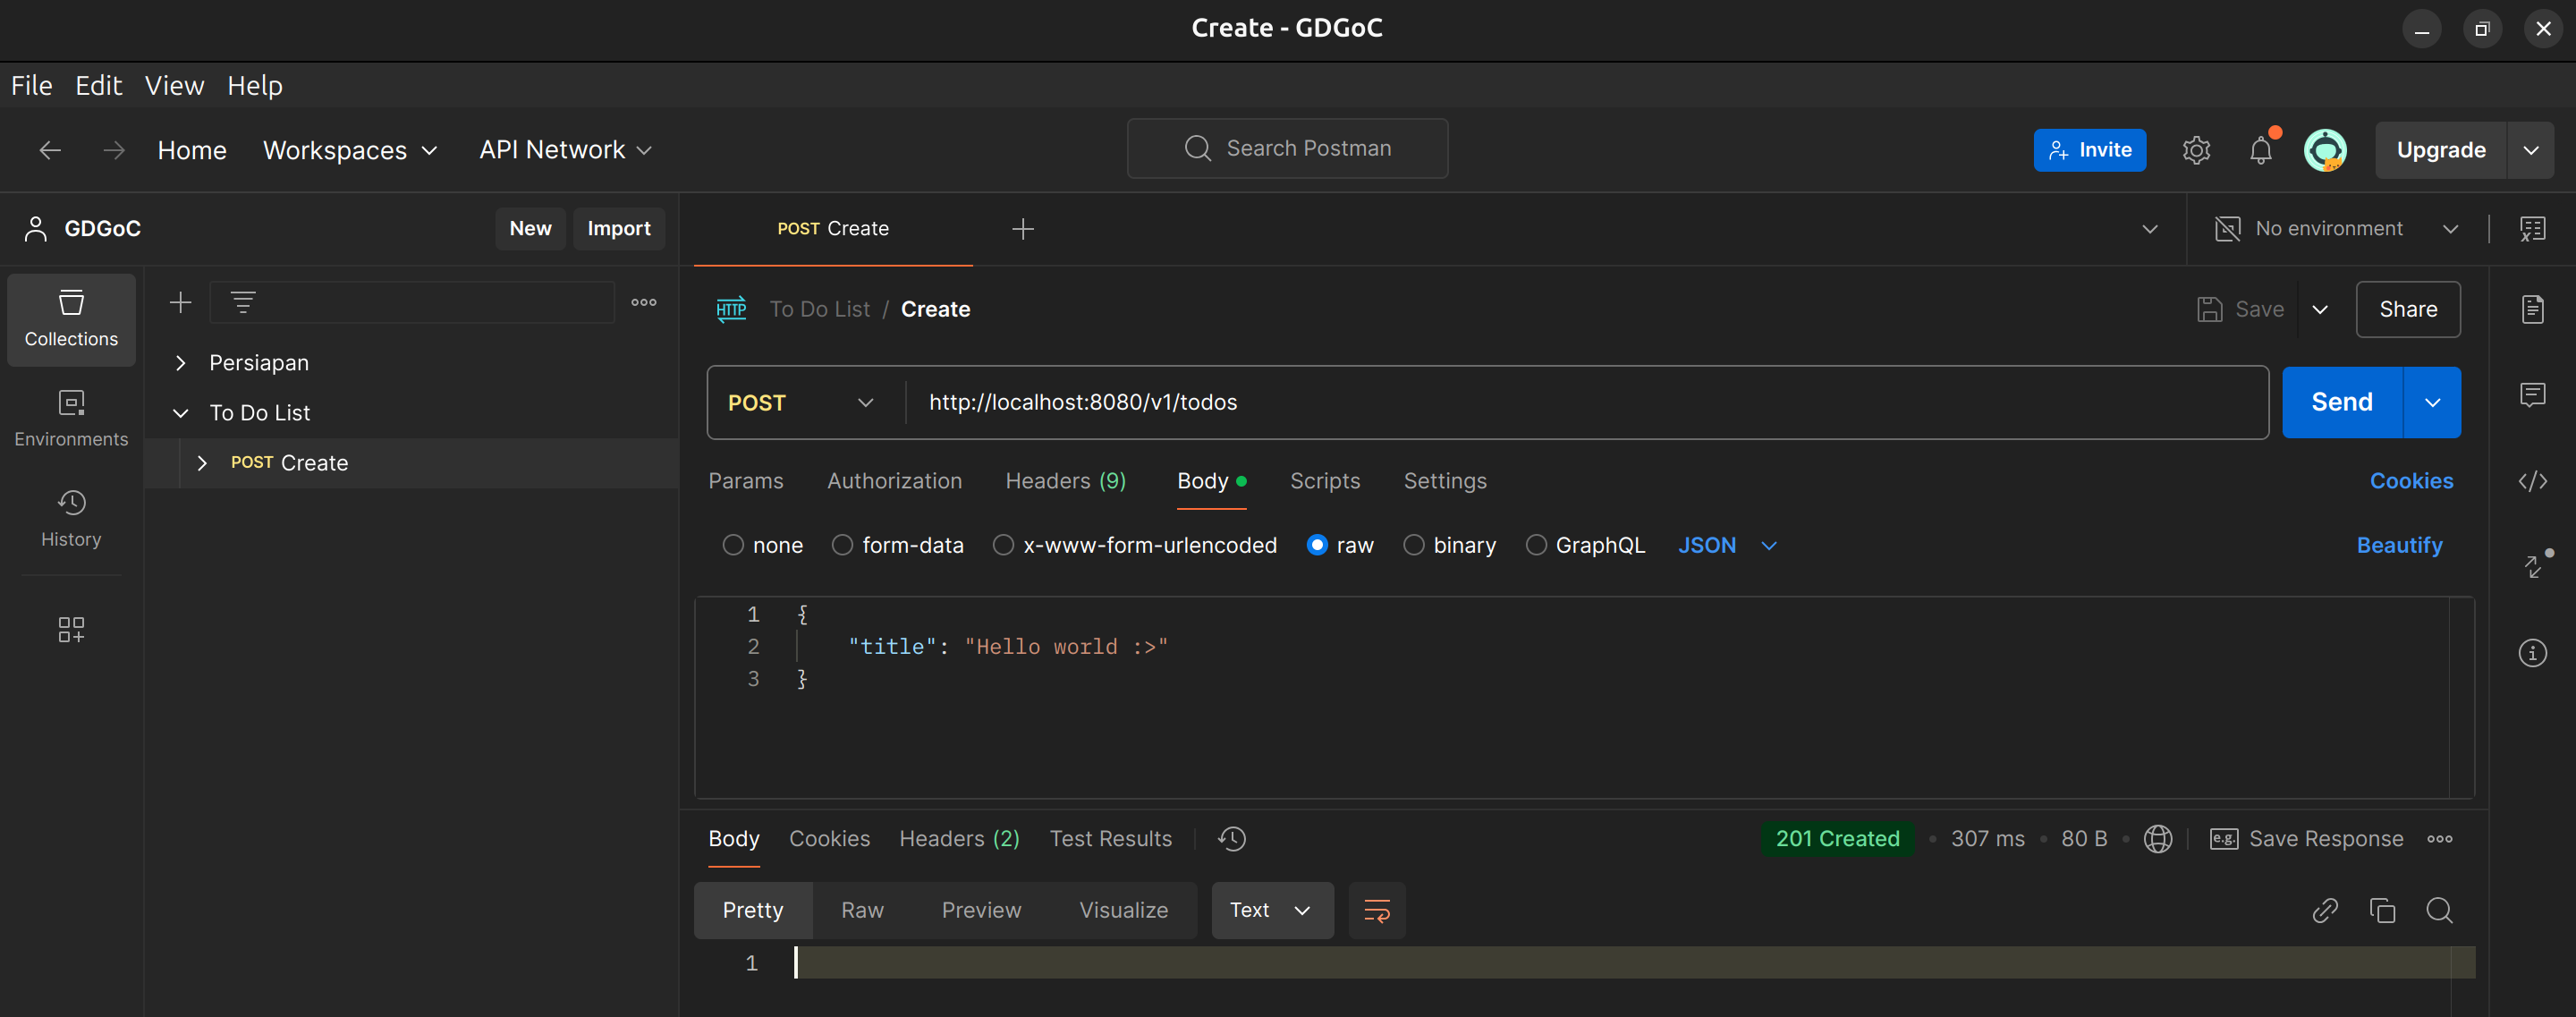 Create - GDGoC
File Edit View Help
Home Workspaces API Network Search Postman Invite Upgrade
GDGoC New Import POST Create No environment
Collections
HTTP To Do List / Create Save Share
Persiapan
To Do List
POST http://localhost:8080/v1/todos Send
Environments
POST Create
Params Authorization Headers (9) Body Scripts Settings Cookies
History
none form-data x-www-form-urlencoded raw binary GraphQL JSON Beautify
1 {
2 "title": "Hello world :>"
3 }
Body Cookies Headers (2) Test Results 201 Created • 307 ms • 80 B • e.g. Save Response
Pretty Raw Preview Visualize Text
1